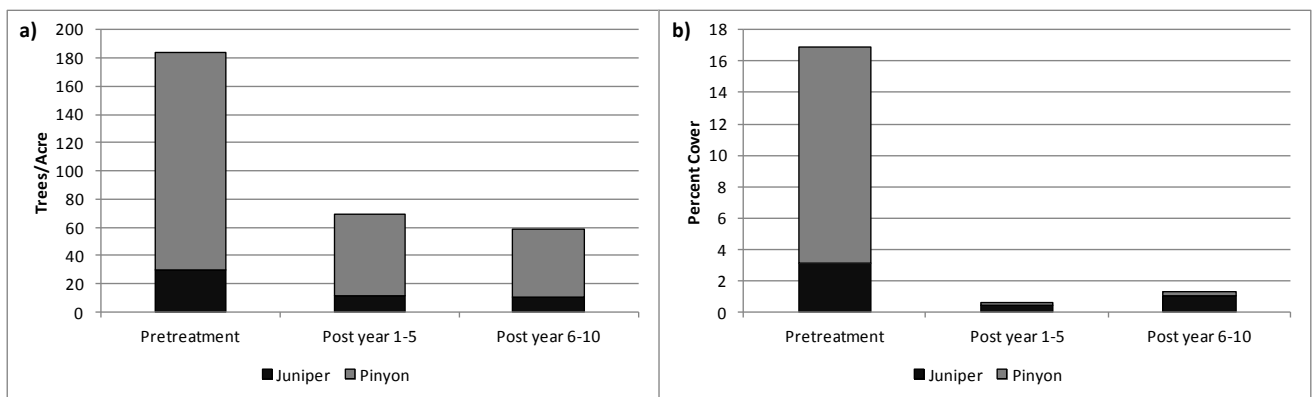 a)
Trees/Acre
200
180
160
140
120
100
80
60
40
20
0
Pretreatment Post year 1-5 Post year 6-10
Juniper Pinyon
b)
Percent Cover
18
16
14
12
10
8
6
4
2
0
Pretreatment Post year 1-5 Post year 6-10
Juniper Pinyon